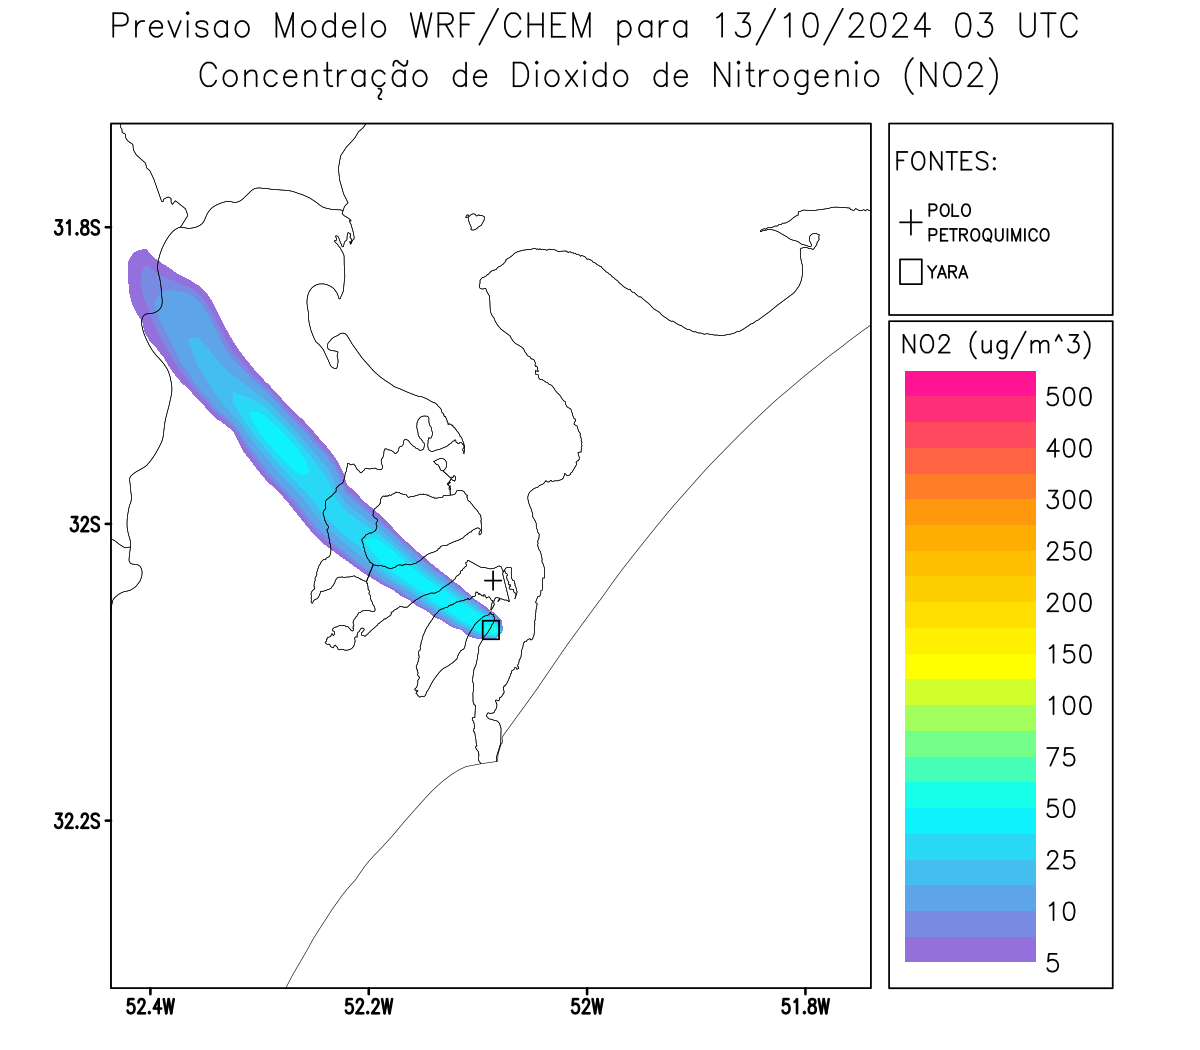 Previsao Modelo WRF/CHEM para 13/10/2024 03 UTC
Concentração de Dioxido de Nitrogenio (NO2)
FONTES:
POLO
PETROQUIMICO
YARA
NO2 (ug/m^3)
500
400
300
250
200
150
100
75
50
25
10
5
31.8S
32S
32.2S
52.4W
52.2W
52W
51.8W